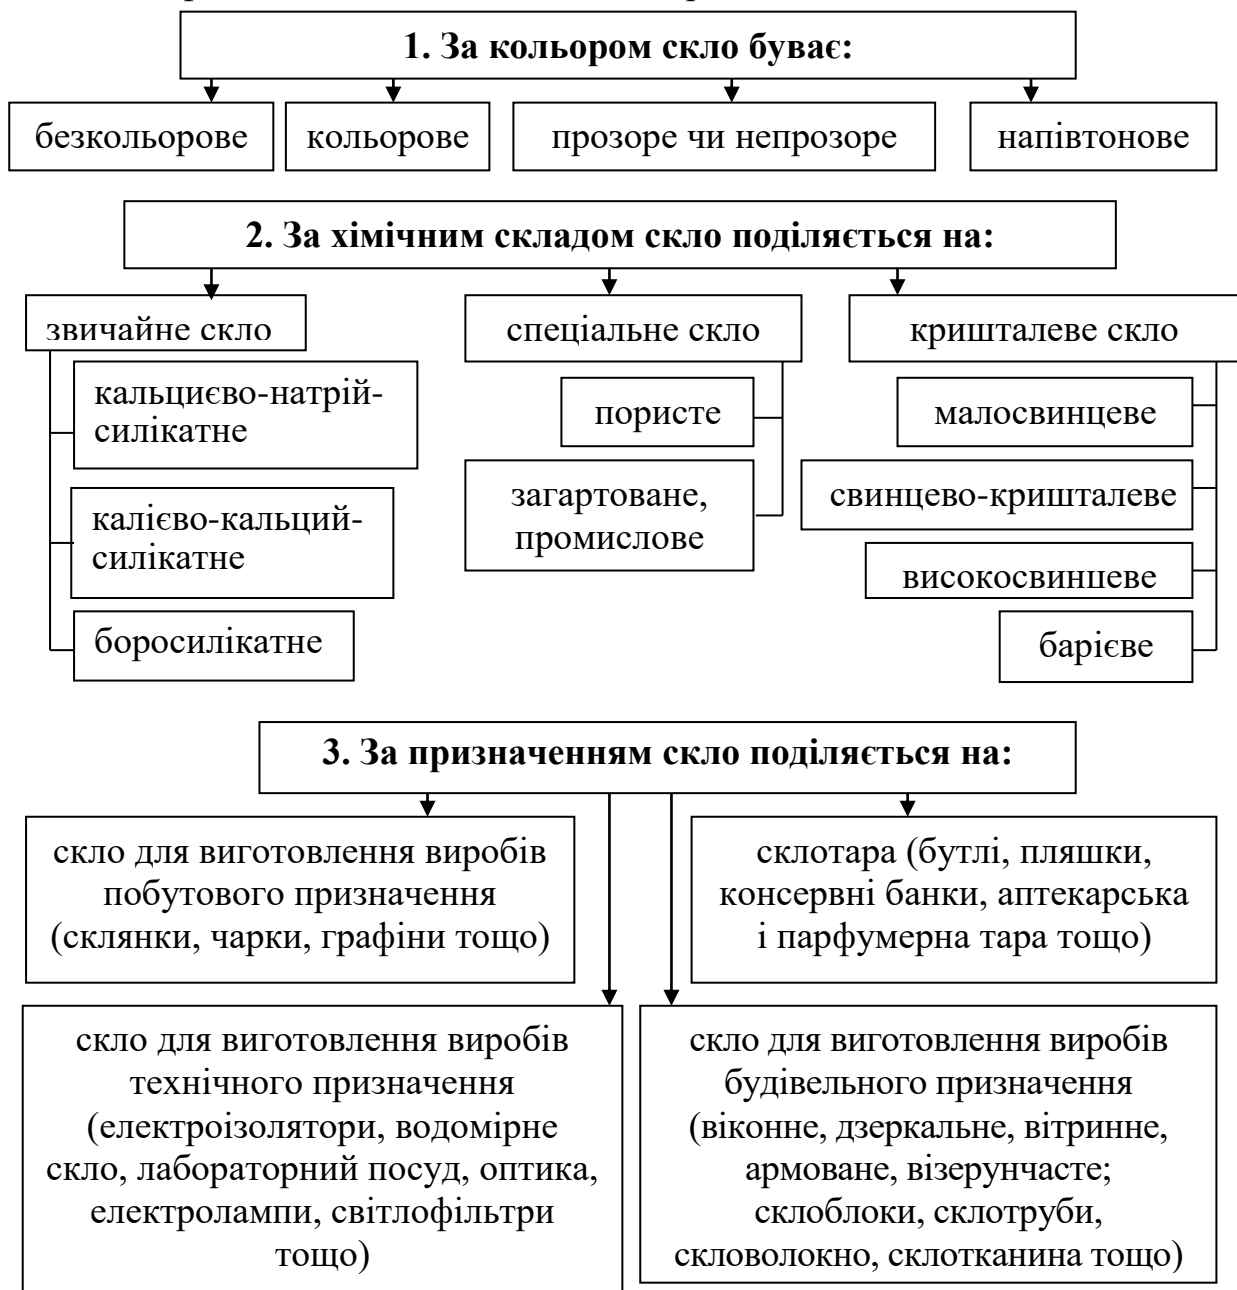 1. За кольором скло буває:
безкольорове
кольорове
прозоре чи непрозоре
напівтонове
2. За хімічним складом скло поділяється на:
звичайне скло
спеціальне скло
кришталеве скло
кальциєво-натрій-
силікатне
калієво-кальций-
силікатне
боросилікатне
пористе
загартоване,
промислове
малосвинцеве
свинцево-кришталеве
високосвинцеве
барієве
3. За призначенням скло поділяється на:
скло для виготовлення виробів
побутового призначення
(склянки, чарки, графіни тощо)
склотара (бутлі, пляшки,
консервні банки, аптекарська
і парфумерна тара тощо)
скло для виготовлення виробів
технічного призначення
(електроізолятори, водомірне
скло, лабораторний посуд, оптика,
електролампи, світлофільтри
тощо)
скло для виготовлення виробів
будівельного призначення
(віконне, дзеркальне, вітринне,
армоване, візерунчасте;
склоблоки, склотруби,
скловолокно, склотканина тощо)